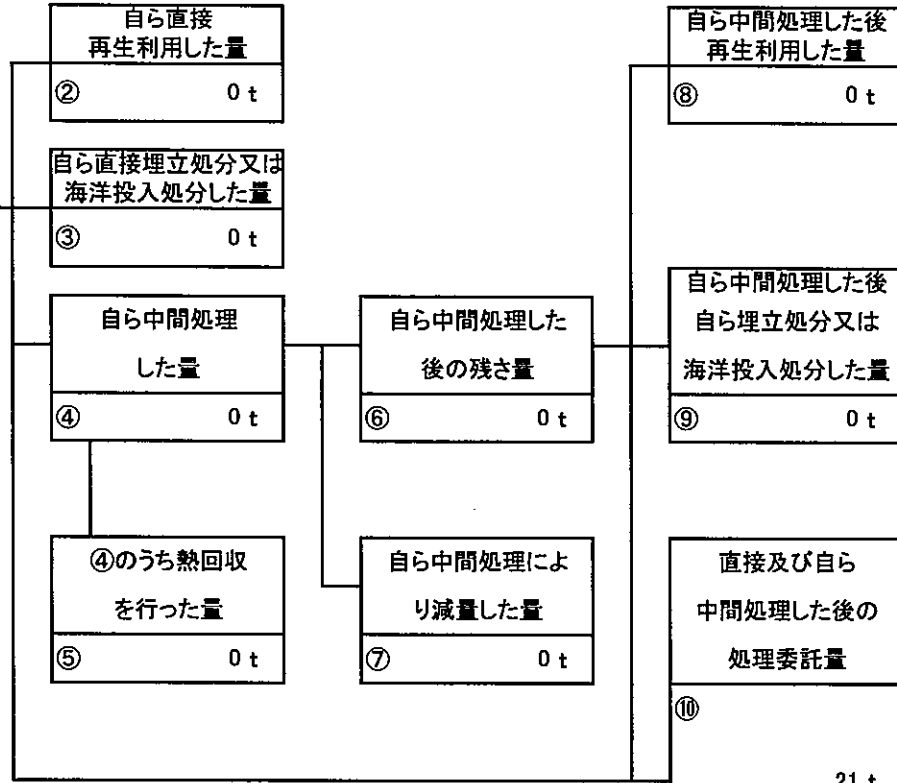 自ら直接
再生利用した量
② 0 t
自ら直接埋立処分又は
海洋投入処分した量
③ 0 t
自ら中間処理
した量
④ 0 t
④のうち熱回収
を行った量
⑤ 0 t
自ら中間処理した
後の残さ量
⑥ 0 t
自ら中間処理によ
り減量した量
⑦ 0 t
自ら中間処理した後
再生利用した量
⑧ 0 t
自ら中間処理した後
自ら埋立処分又は
海洋投入処分した量
⑨ 0 t
直接及び自ら
中間処理した後の
処理委託量
⑩
21 t